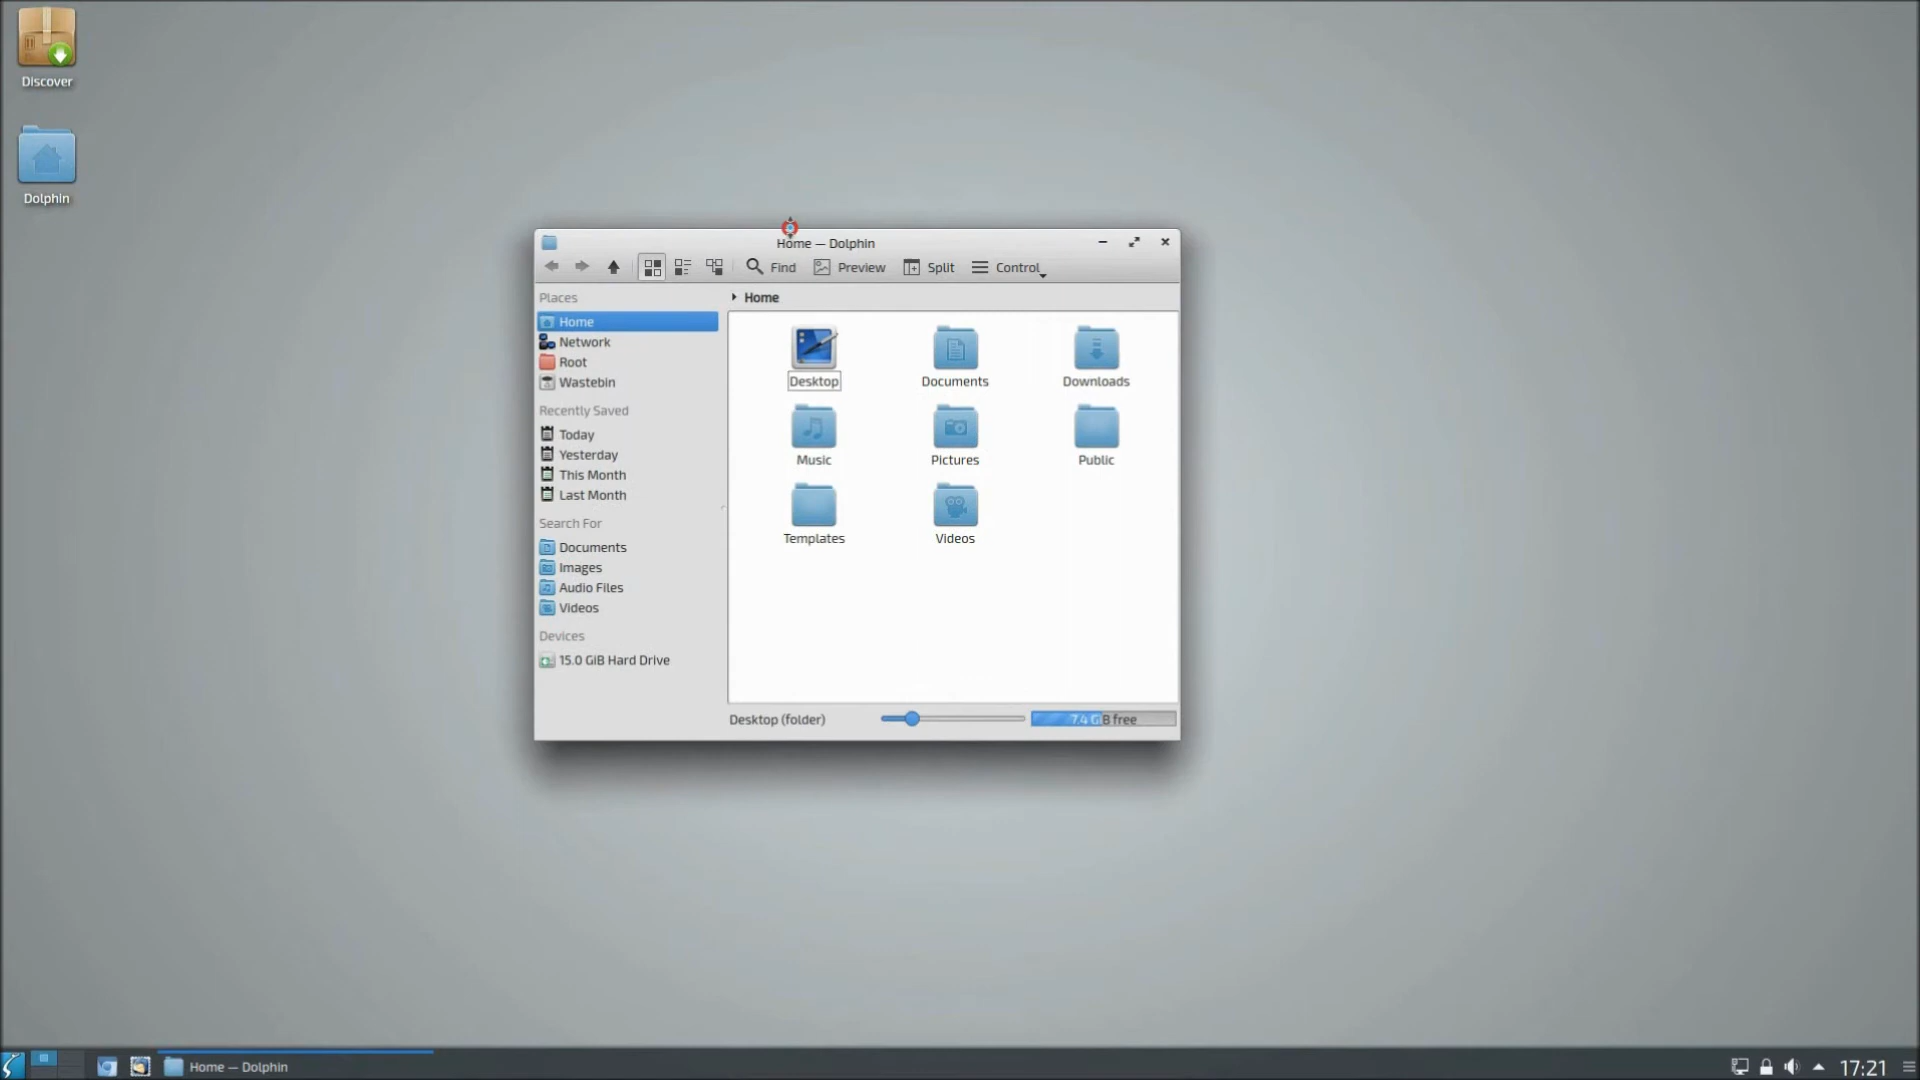 Discover
Dolphin
Home — Dolphin
Find
Preview
Split
Control
Places
Home
Network
Root
Wastebin
Recently Saved
Today
Yesterday
This Month
Last Month
Search For
Documents
Images
Audio Files
Videos
Devices
15.0 GiB Hard Drive
Home
Desktop
Documents
Downloads
Music
Pictures
Public
Templates
Videos
Desktop (folder)
7.4 GiB free
Home — Dolphin
17:21